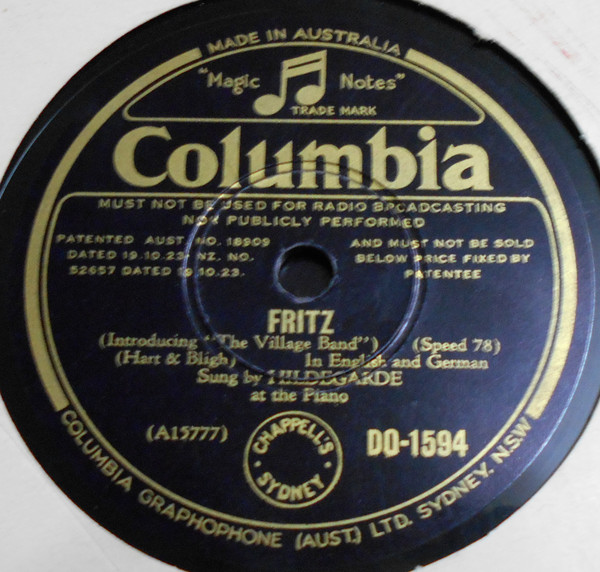 MADE IN AUSTRALIA
"Magic Notes"
TRADE MARK
Columbia
MUST NOT BE USED FOR RADIO BROADCASTING
NOR PUBLICLY PERFORMED
PATENTED AUST. NO. 18909
DATED 19.10.23. NZ. NO.
52657 DATED 19.10.23.
AND MUST NOT BE SOLD
BELOW PRICE FIXED BY
PATENTEE
FRITZ
(Introducing "The Village Band") (Speed 78)
(Hart & Bligh) In English and German
Sung by HILDEGARDE
at the Piano
(A15777)
CHAPPELL'S
SYDNEY
DO-1594
COLUMBIA GRAPHOPHONE (AUST.) LTD. SYDNEY. N.S.W